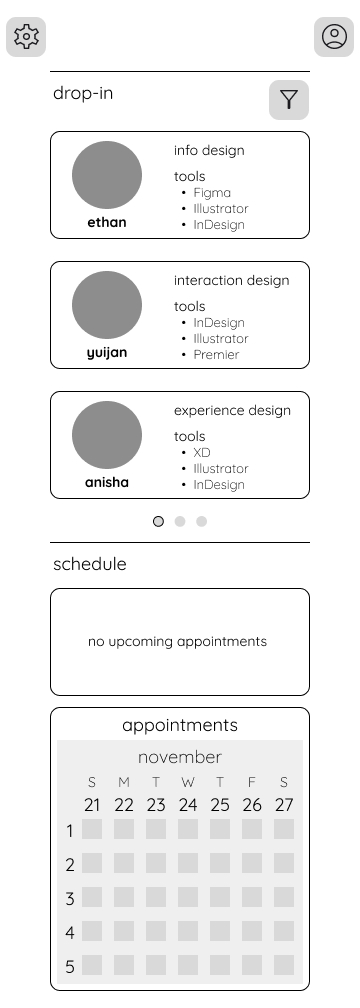 drop-in
info design
tools
• Figma
• Illustrator
• InDesign
ethan
interaction design
tools
• InDesign
• Illustrator
• Premier
yuijan
experience design
tools
• XD
• Illustrator
• InDesign
anisha
schedule
no upcoming appointments
appointments
november
S M T W T F S
21 22 23 24 25 26 27
1
2
3
4
5